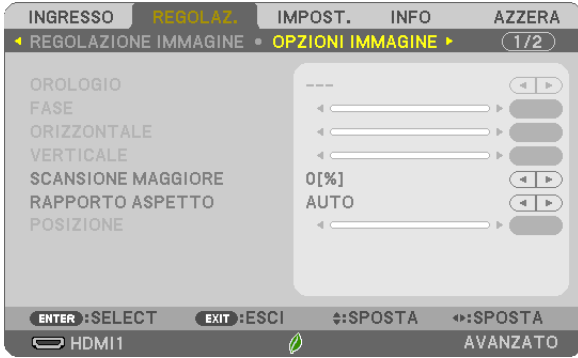 INGRESSO REGOLAZ. IMPOST. INFO AZZERA
REGOLAZIONE IMMAGINE • OPZIONI IMMAGINE 1/2
OROLOGIO ---
FASE
ORIZZONTALE
VERTICALE
SCANSIONE MAGGIORE 0[%]
RAPPORTO ASPETTO AUTO
POSIZIONE
ENTER :SELECT EXIT :ESCI :SPOSTA :SPOSTA
HDMI1 AVANZATO